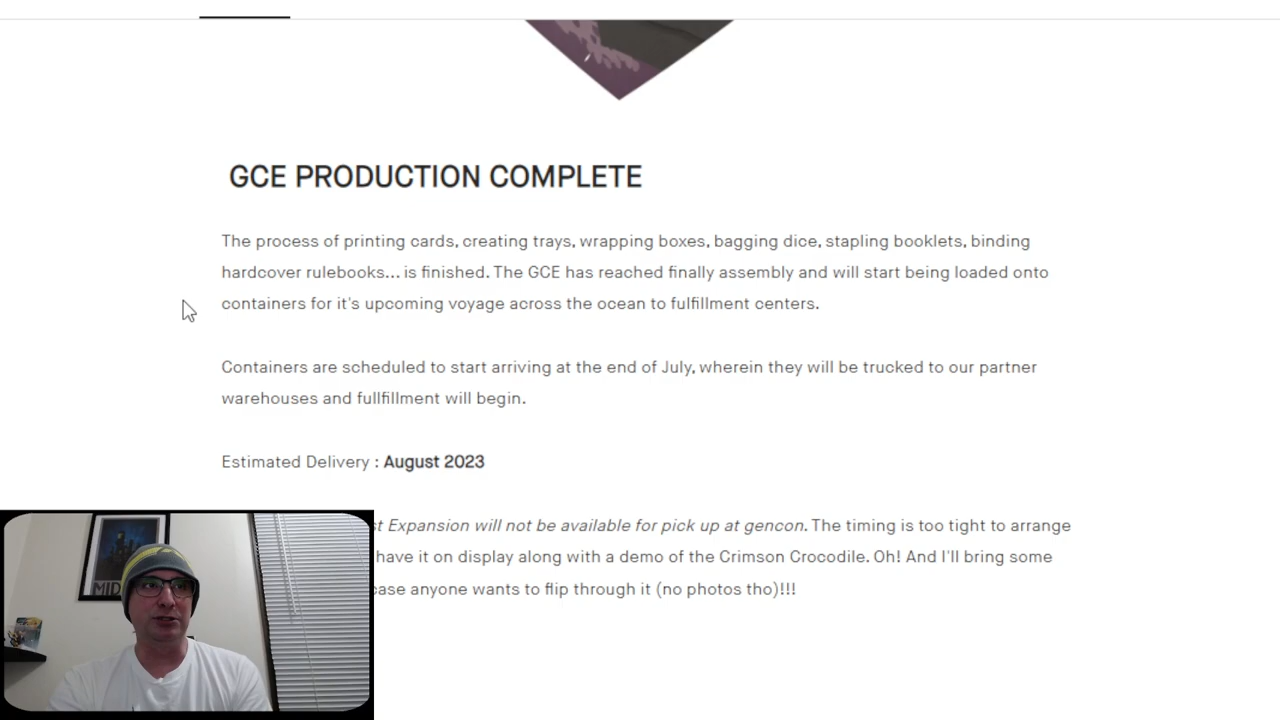 GCE PRODUCTION COMPLETE
The process of printing cards, creating trays, wrapping boxes, bagging dice, stapling booklets, binding
hardcover rulebooks... is finished. The GCE has reached finally assembly and will start being loaded onto
containers for it's upcoming voyage across the ocean to fulfillment centers.
Containers are scheduled to start arriving at the end of July, wherein they will be trucked to our partner
warehouses and fullfillment will begin.
Estimated Delivery : August 2023
st Expansion will not be available for pick up at gencon. The timing is too tight to arrange
have it on display along with a demo of the Crimson Crocodile. Oh! And I'll bring some
case anyone wants to flip through it (no photos tho)!!!
MID